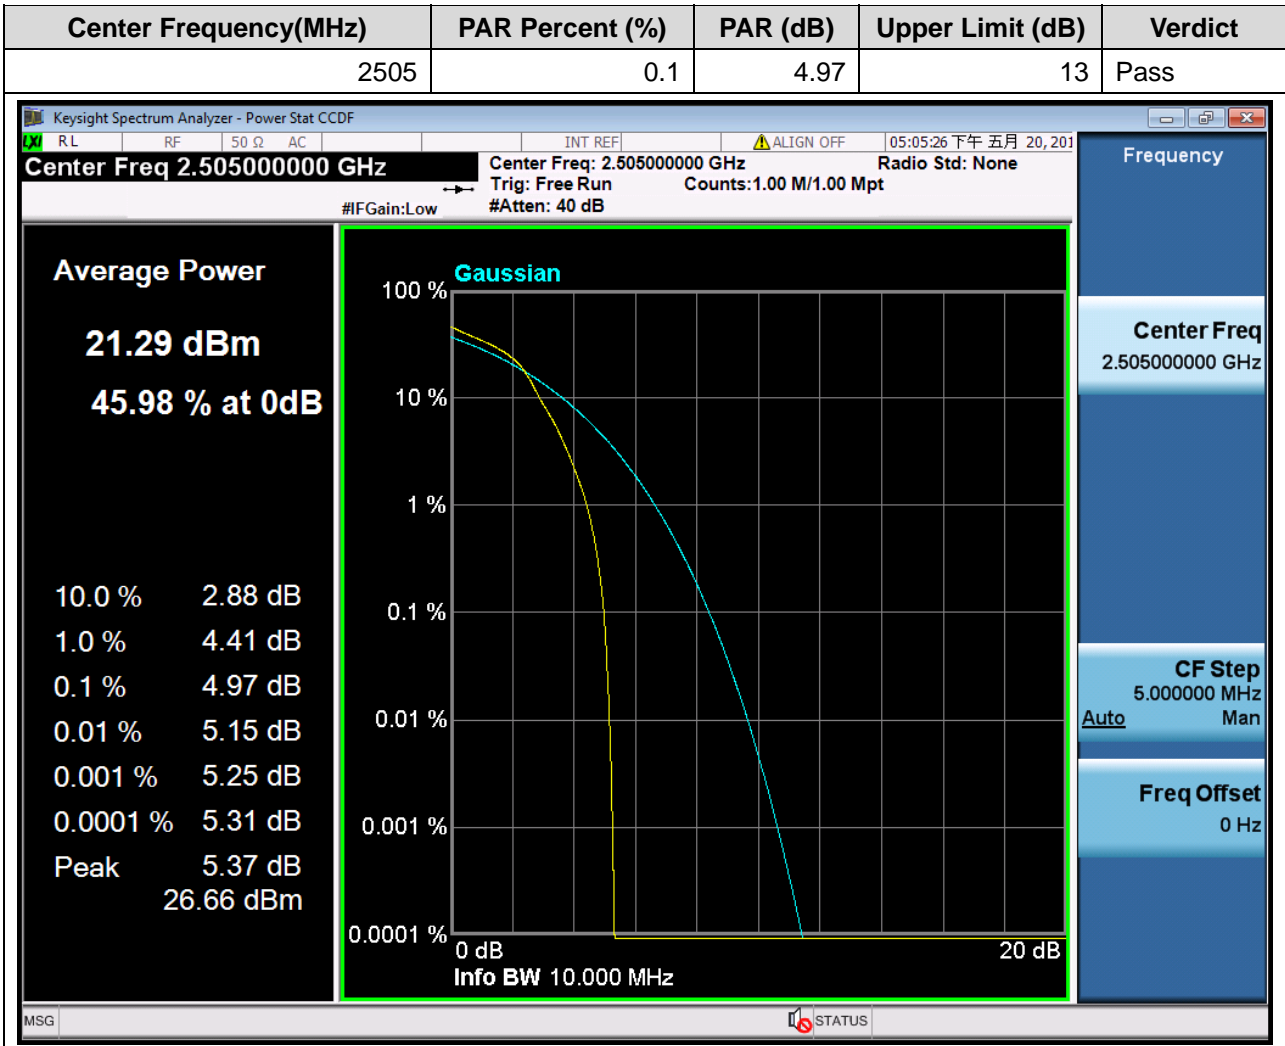 Center Frequency(MHz) PAR Percent (%) PAR (dB) Upper Limit (dB) Verdict
2505 0.1 4.97 13 Pass
Keysight Spectrum Analyzer - Power Stat CCDF
LXI RL RF 50 Ω AC INT REF ALIGN OFF 05:05:26 下午 五月 20, 201
Center Freq 2.505000000 GHz
Center Freq: 2.505000000 GHz Radio Std: None
Trig: Free Run Counts:1.00 M/1.00 Mpt
#IFGain:Low #Atten: 40 dB
Average Power
21.29 dBm
45.98 % at 0dB
10.0 % 2.88 dB
1.0 % 4.41 dB
0.1 % 4.97 dB
0.01 % 5.15 dB
0.001 % 5.25 dB
0.0001 % 5.31 dB
Peak 5.37 dB
26.66 dBm
Gaussian
100 %
10 %
1 %
0.1 %
0.01 %
0.001 %
0.0001 %
0 dB 20 dB
Info BW 10.000 MHz
Frequency
Center Freq
2.505000000 GHz
CF Step
5.000000 MHz
Auto Man
Freq Offset
0 Hz
MSG STATUS